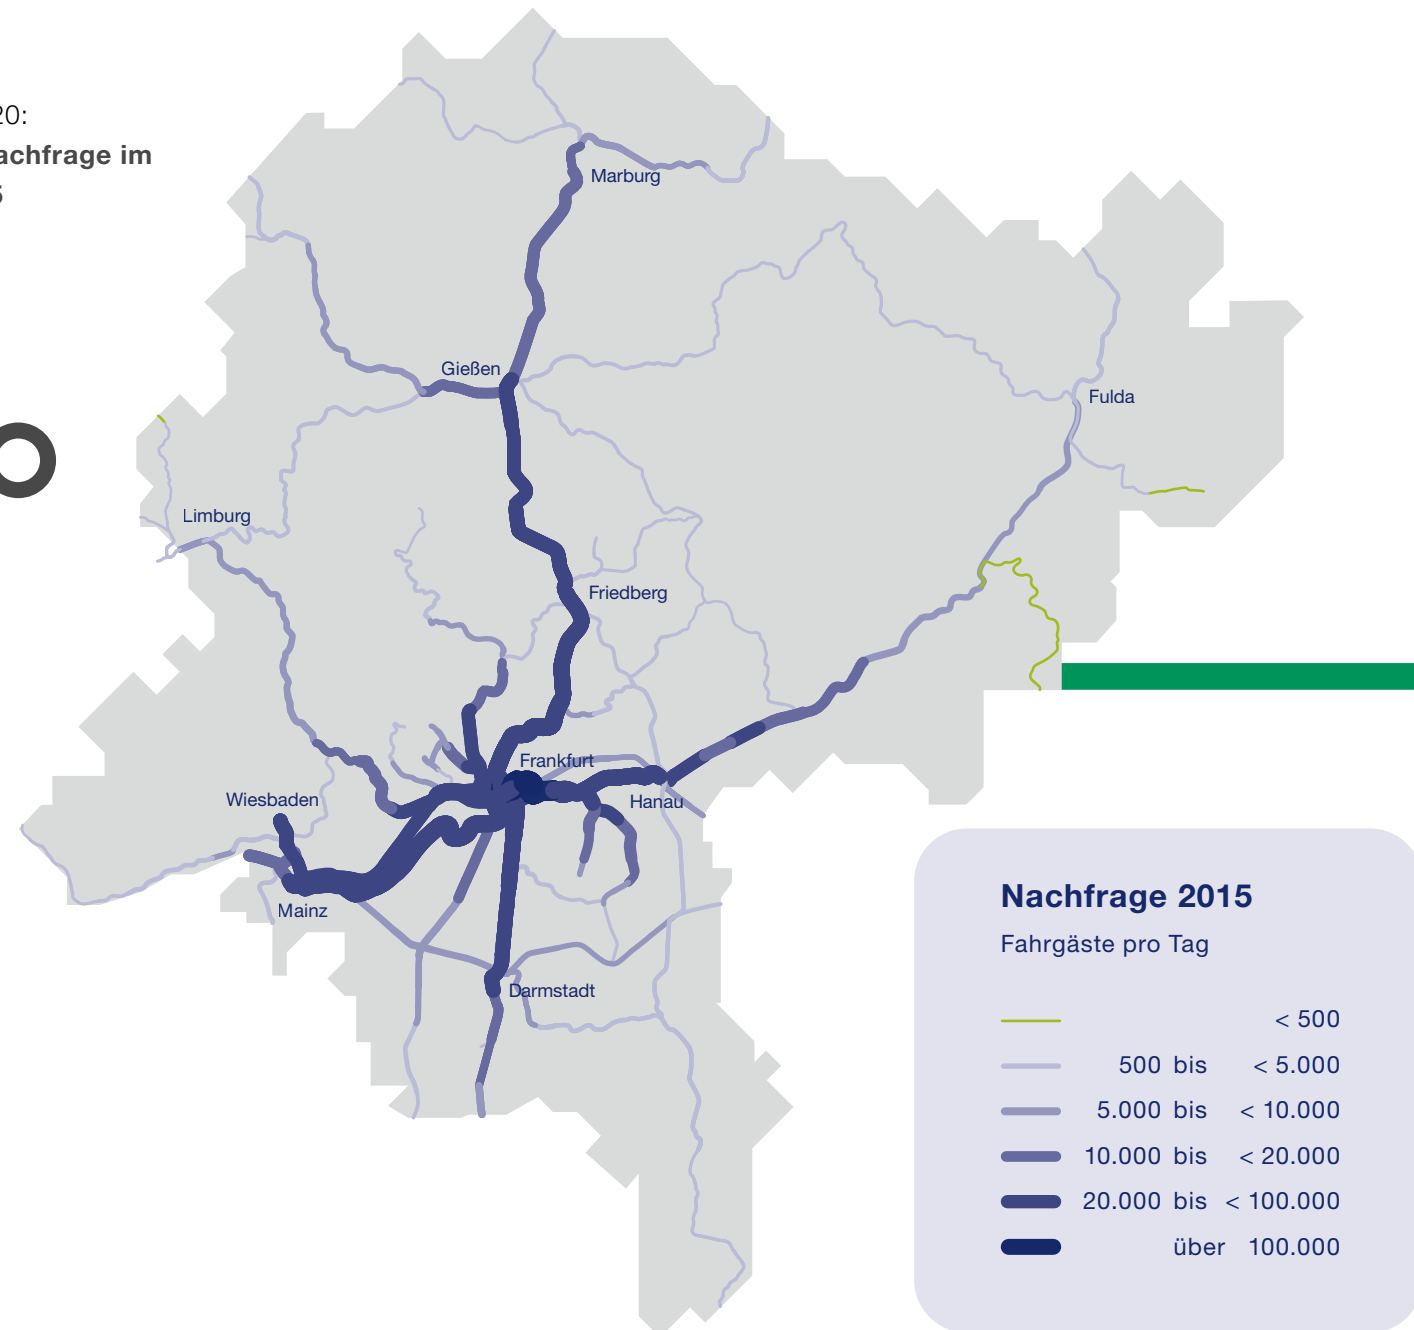 20:
achfrage im
5
Marburg
Gießen
Fulda
Limburg
Friedberg
Frankfurt
Wiesbaden
Hanau
Mainz
Darmstadt
Nachfrage 2015
Fahrgäste pro Tag
< 500
500 bis < 5.000
5.000 bis < 10.000
10.000 bis < 20.000
20.000 bis < 100.000
über 100.000